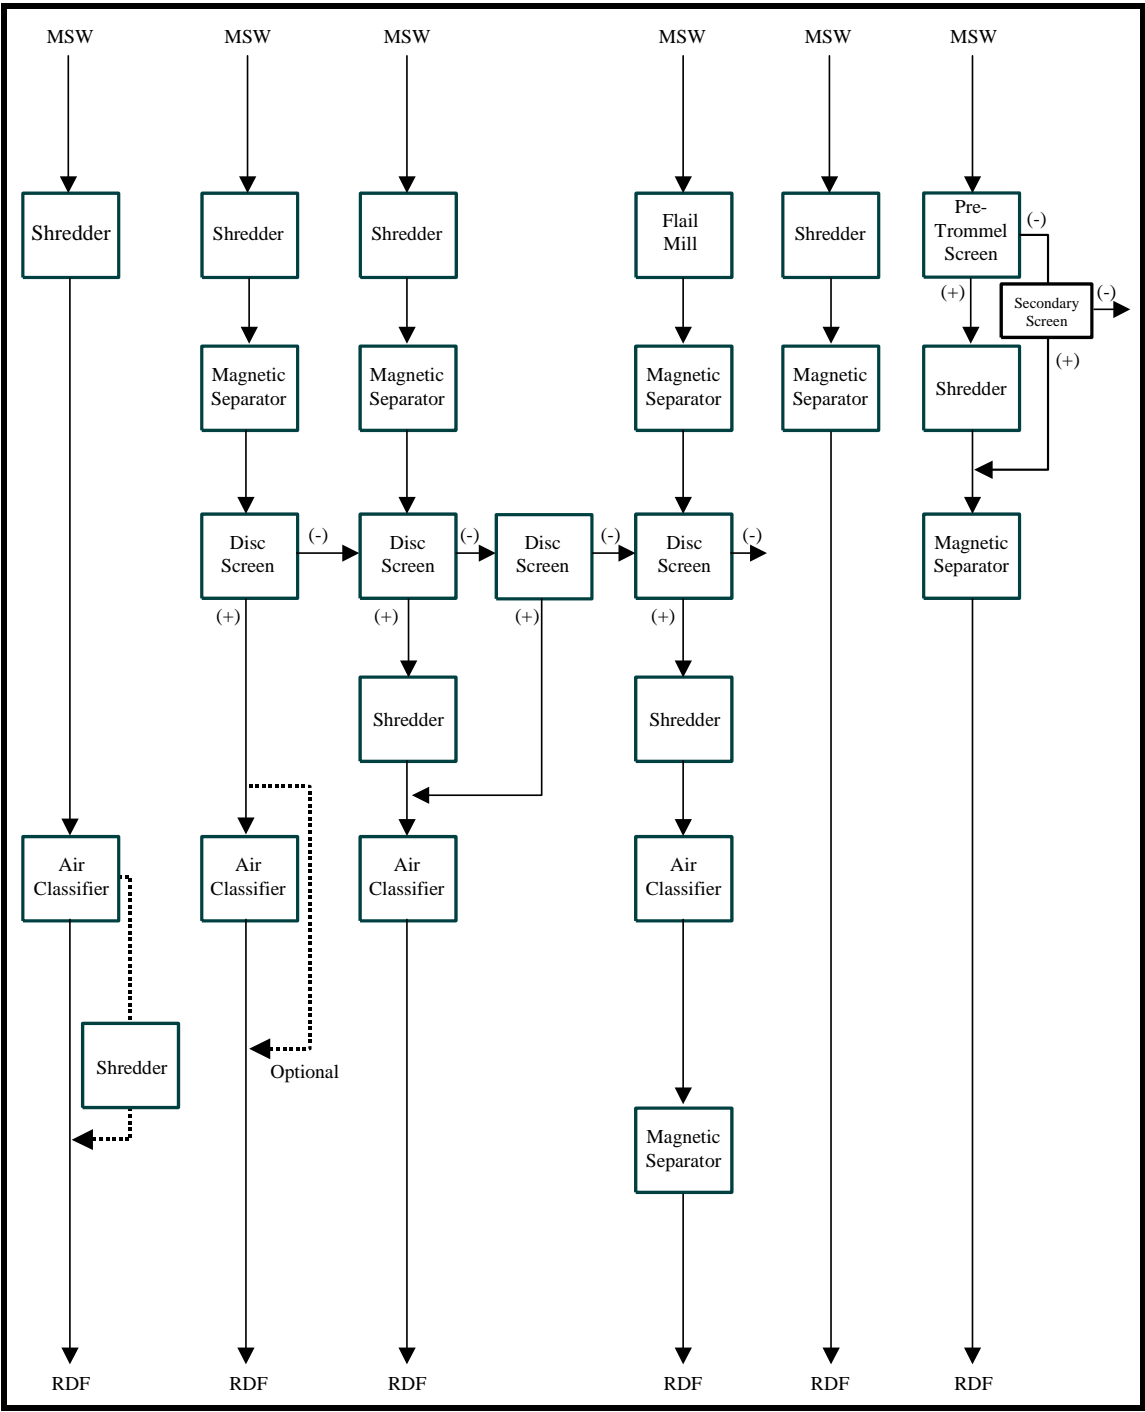 MSW
MSW
MSW
MSW
MSW
MSW
Shredder
Shredder
Shredder
Flail
Mill
Shredder
Pre-
Trommel
Screen
(-)
(+)
Secondary
Screen
(-)
(+)
Magnetic
Separator
Magnetic
Separator
Magnetic
Separator
Magnetic
Separator
Shredder
Disc
Screen
(-)
Disc
Screen
(-)
Disc
Screen
(-)
Disc
Screen
(-)
Magnetic
Separator
(+)
(+)
(+)
(+)
Shredder
Shredder
Air
Classifier
Air
Classifier
Air
Classifier
Air
Classifier
Shredder
Optional
Magnetic
Separator
RDF
RDF
RDF
RDF
RDF
RDF